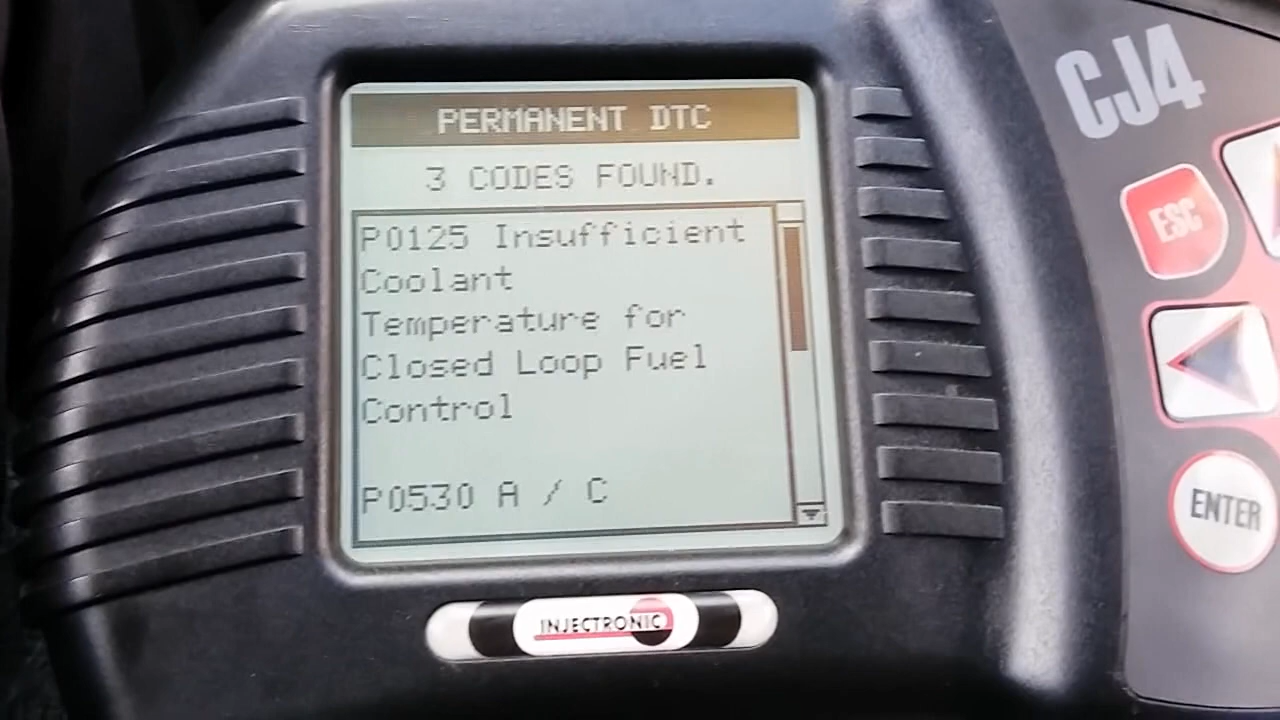 PERMANENT DTC
3 CODES FOUND.
P0125 Insufficient
Coolant
Temperature for
Closed Loop Fuel
Control
P0530 A / C
INJECTRONIC
CJ4
ESC
ENTER